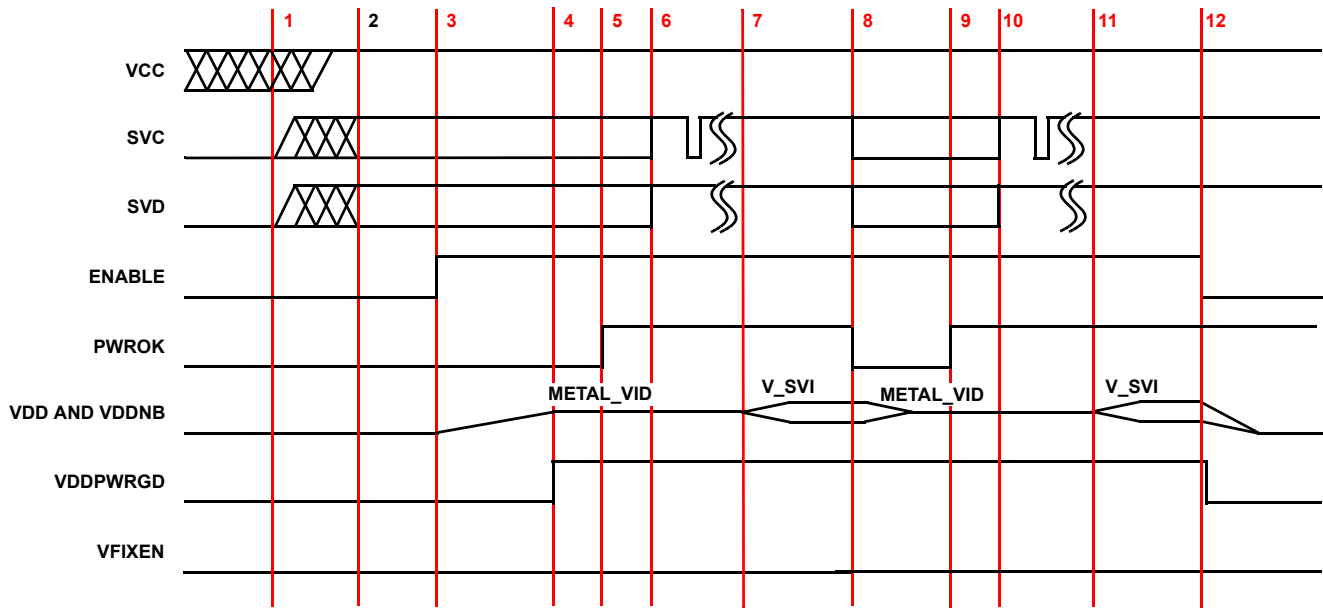 1 2 3 4 5 6 7 8 9 10 11 12
VCC
SVC
SVD
ENABLE
PWROK
METAL_VID V_SVI METAL_VID V_SVI
VDD AND VDDNB
VDDPWRGD
VFIXEN